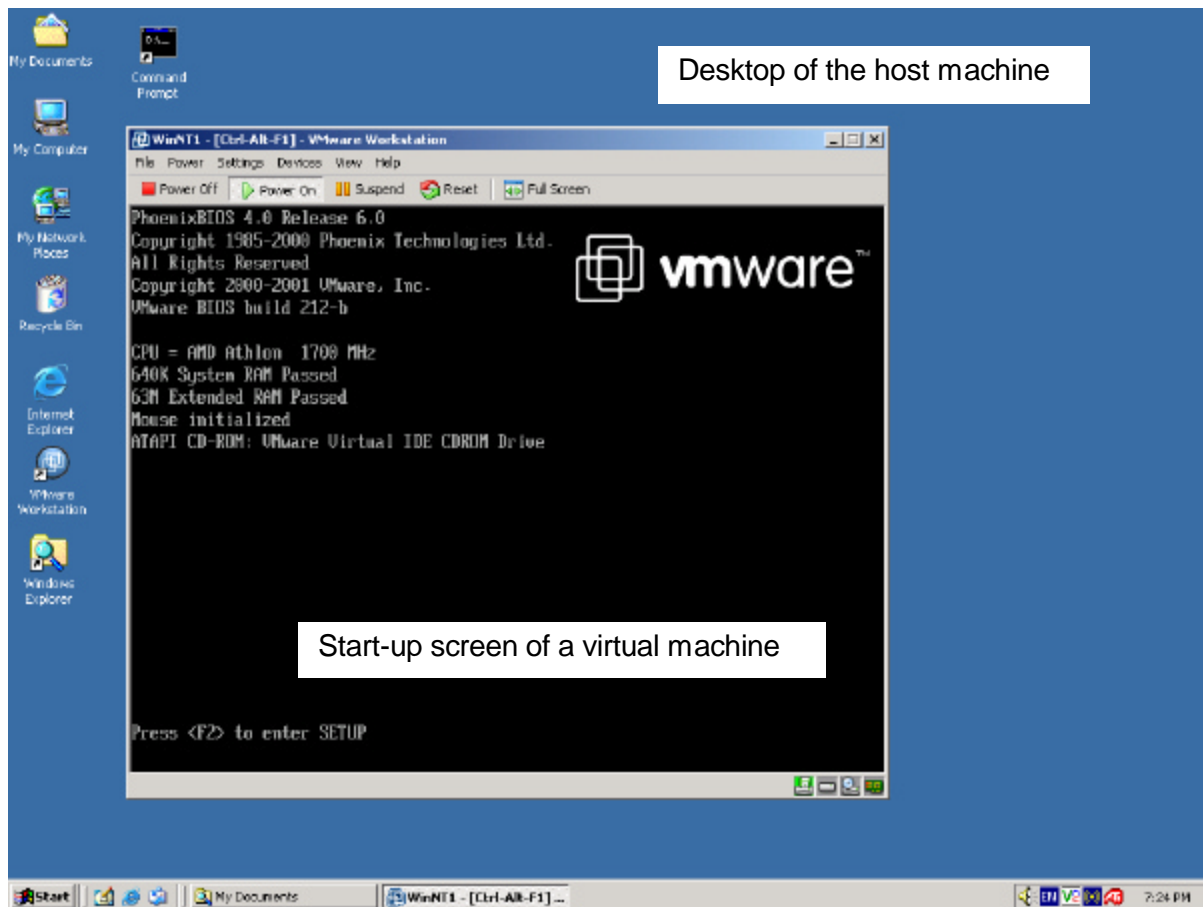 My Documents
Command
Prompt
Desktop of the host machine
My Computer
WinNT1 - [Ctrl-Alt-F1] - VMware Workstation
File Power Settings Devices View Help
Power Off Power On Suspend Reset Full Screen
PhoenixBIOS 4.0 Release 6.0
Copyright 1985-2000 Phoenix Technologies Ltd.
All Rights Reserved
Copyright 2000-2001 VMware, Inc.
VMware BIOS build 212-b
vmware™
CPU = AMD Athlon 1700 MHz
640K System RAM Passed
63M Extended RAM Passed
Mouse initialized
ATAPI CD-ROM: VMware Virtual IDE CDROM Drive
My Network
Places
Recycle Bin
Internet
Explorer
VMware
Workstation
Windows
Explorer
Start-up screen of a virtual machine
Press <F2> to enter SETUP
Start
My Documents
WinNT1 - [Ctrl-Alt-F1] ...
EN
7:24 PM